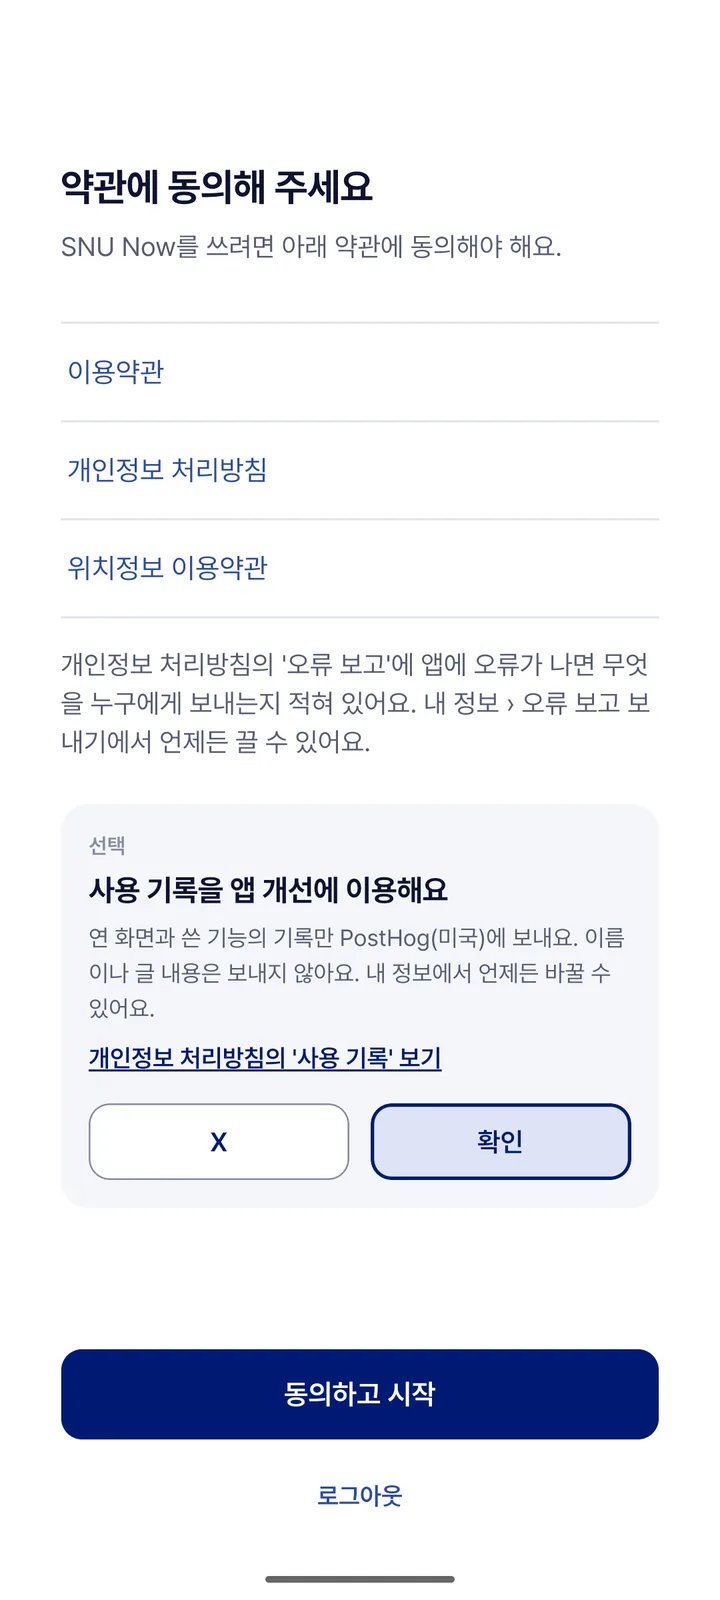 약관에 동의해 주세요
SNU Now를 쓰려면 아래 약관에 동의해야 해요.
이용약관
개인정보 처리방침
위치정보 이용약관
개인정보 처리방침의 '오류 보고'에 앱에 오류가 나면 무엇
을 누구에게 보내는지 적혀 있어요. 내 정보 › 오류 보고 보
내기에서 언제든 끌 수 있어요.
선택
사용 기록을 앱 개선에 이용해요
연 화면과 쓴 기능의 기록만 PostHog(미국)에 보내요. 이름
이나 글 내용은 보내지 않아요. 내 정보에서 언제든 바꿀 수
있어요.
개인정보 처리방침의 '사용 기록' 보기
X
확인
동의하고 시작
로그아웃